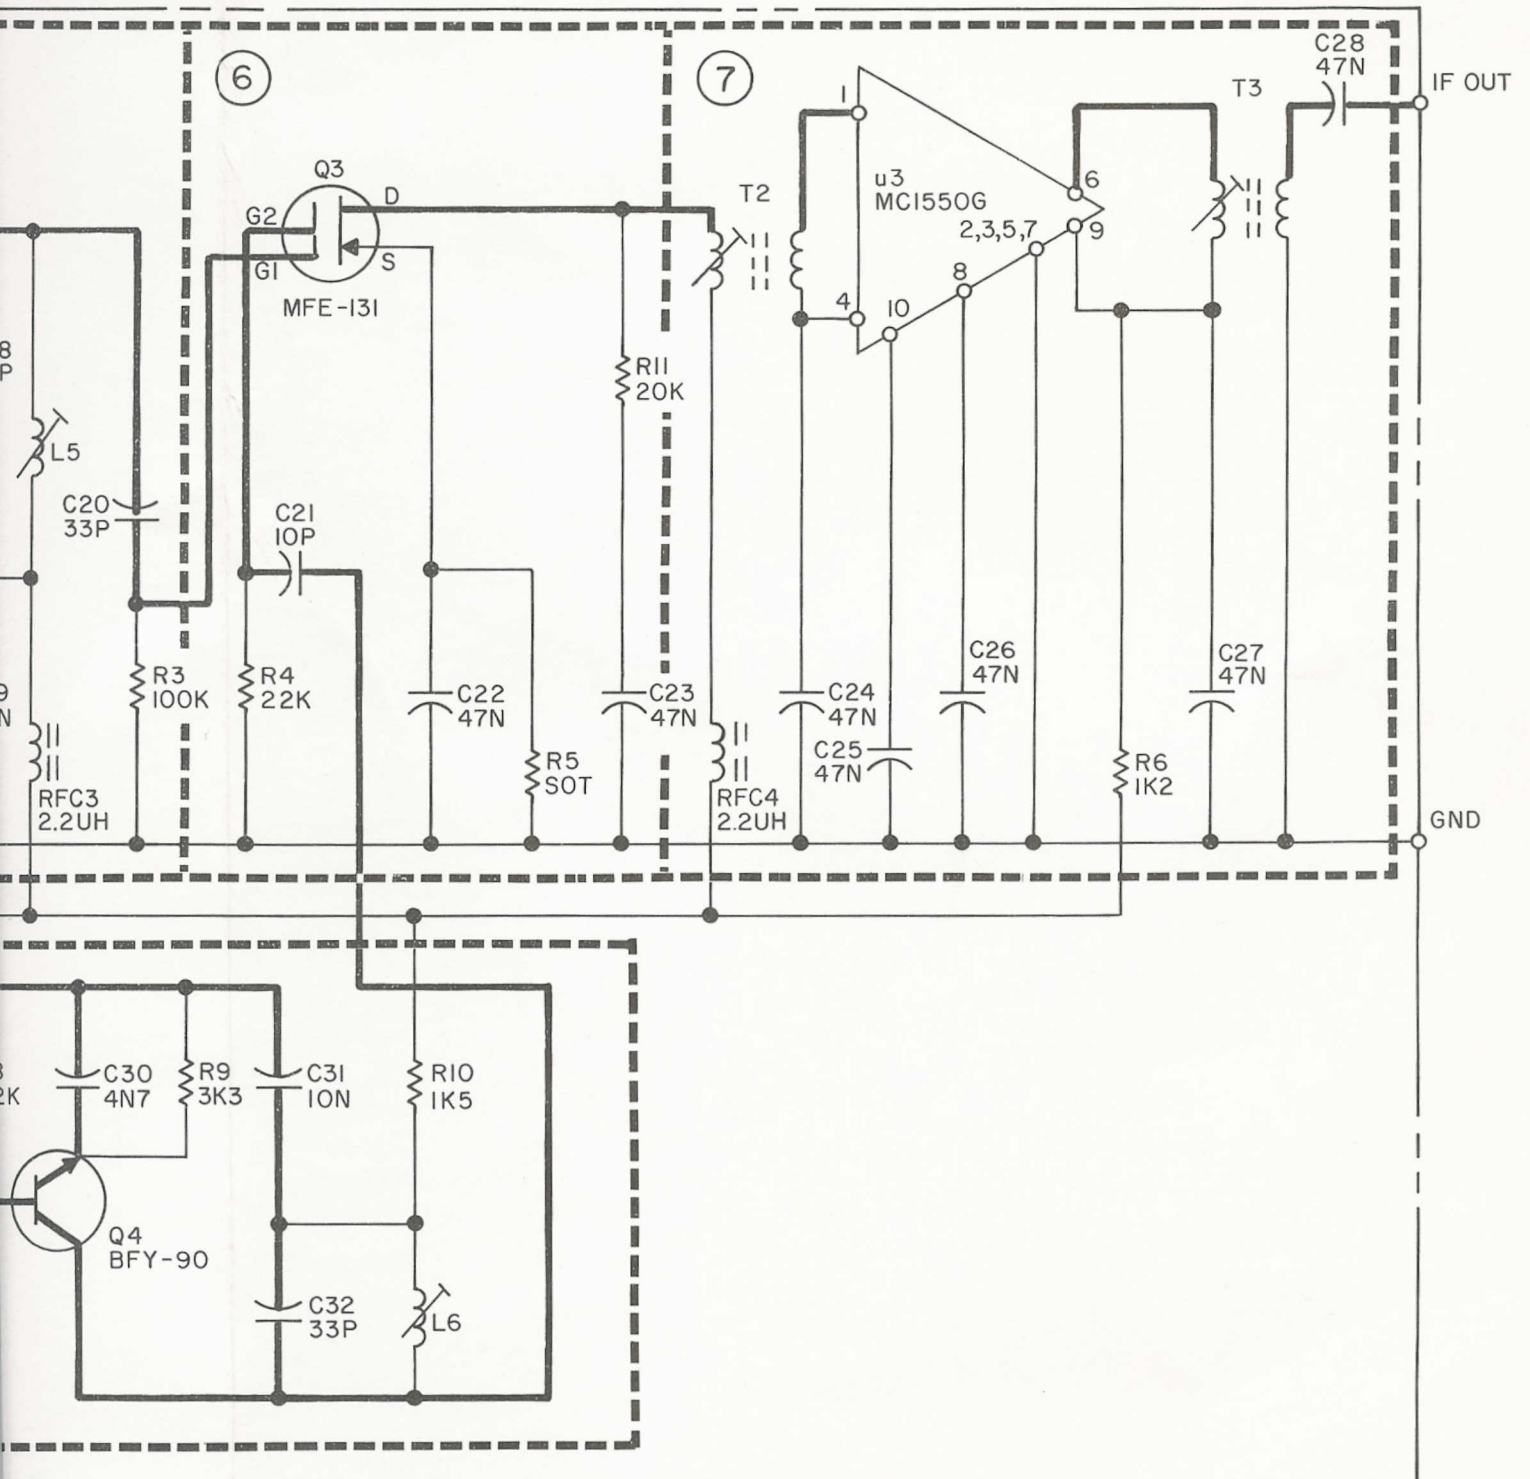 6
7
C28
47N
IF OUT
T3
1
Q3
D
u3
MC1550G
6
T2
G2
2,3,5,7
9
G1
S
8
MFE-131
4
10
8
P
R11
20K
L5
C20
33P
C21
10P
R3
100K
R4
22K
C22
47N
C23
47N
C24
47N
C26
47N
C27
47N
9
N
C25
47N
R5
SOT
R6
1K2
RFC3
2.2UH
RFC4
2.2UH
GND
2K
C30
4N7
R9
3K3
C31
10N
R10
1K5
Q4
BFY-90
C32
33P
L6